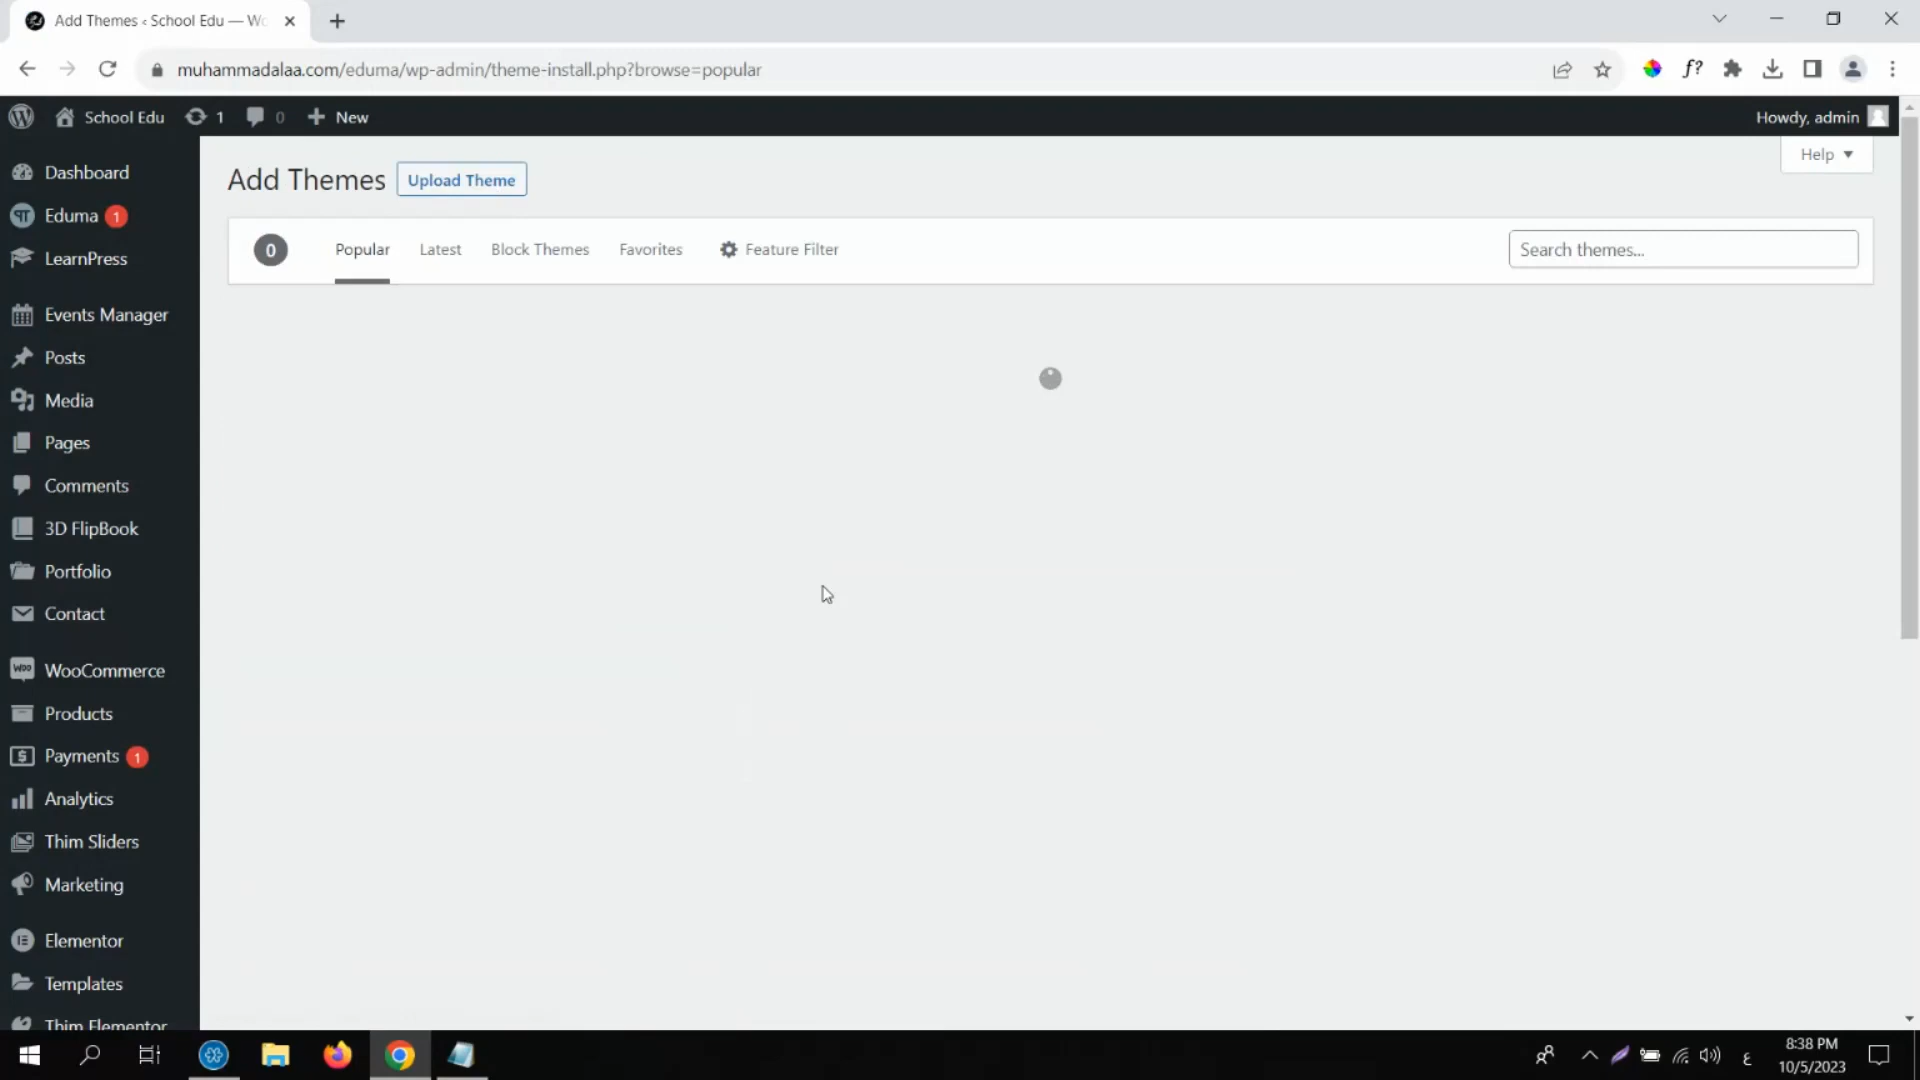 Add Themes ‹ School Edu — Wo
muhammadalaa.com/eduma/wp-admin/theme-install.php?browse=popular
f?
School Edu
1
0
New
Howdy, admin
Help
Dashboard
Eduma 1
LearnPress
Events Manager
Posts
Media
Pages
Comments
3D FlipBook
Portfolio
Contact
WooCommerce
Products
Payments 1
Analytics
Thim Sliders
Marketing
Elementor
Templates
Thim Elementor
Add Themes
Upload Theme
0
Popular
Latest
Block Themes
Favorites
Feature Filter
Search themes...
ع
8:38 PM
10/5/2023